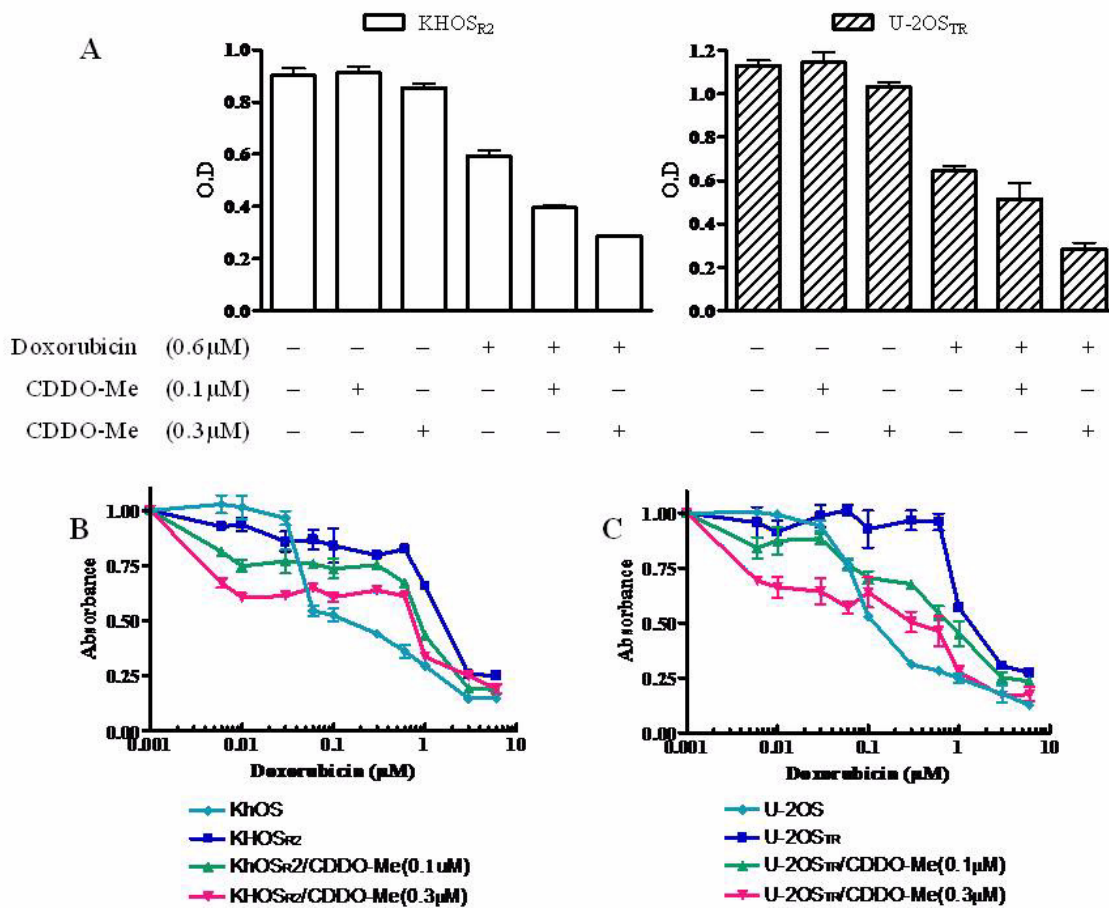 A
KHOSR2
U-2OSTR
O.D
1.0
0.8
0.6
0.4
0.2
0.0
O.D
1.2
1.0
0.8
0.6
0.4
0.2
0.0
Doxorubicin (0.6µM) – – – + + + – – – + + +
CDDO-Me (0.1µM) – + – – + – – + – – + –
CDDO-Me (0.3µM) – – + – – + – – + – – +
B
Absorbance
1.00
0.75
0.50
0.25
0.00
0.001 0.01 0.1 1 10
Doxorubicin (µM)
KhOS
KHOSR2
KhOSR2/CDDO-Me(0.1uM)
KHOSR2/CDDO-Me(0.3µM)
C
Absorbance
1.00
0.75
0.50
0.25
0.00
0.001 0.01 0.1 1 10
Doxorubicin (µM)
U-2OS
U-2OSTR
U-2OSTR/CDDO-Me(0.1µM)
U-2OSTR/CDDO-Me(0.3µM)